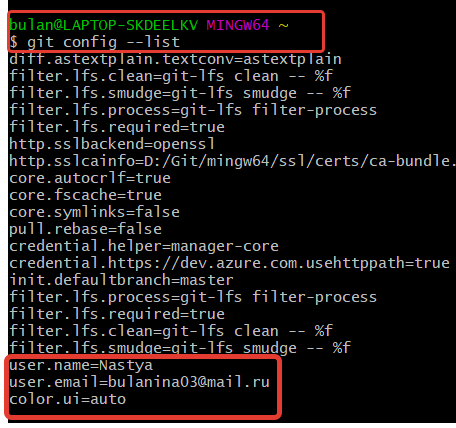 bulan@LAPTOP-SKDEELKV MINGW64 ~
$ git config --list
diff.astextplain.textconv=astextplain
filter.lfs.clean=git-lfs clean -- %f
filter.lfs.smudge=git-lfs smudge -- %f
filter.lfs.process=git-lfs filter-process
filter.lfs.required=true
http.sslbackend=openssl
http.sslcainfo=D:/Git/mingw64/ssl/certs/ca-bundle.
core.autocrlf=true
core.fscache=true
core.symlinks=false
pull.rebase=false
credential.helper=manager-core
credential.https://dev.azure.com.usehttppath=true
init.defaultbranch=master
filter.lfs.process=git-lfs filter-process
filter.lfs.required=true
filter.lfs.clean=git-lfs clean -- %f
filter.lfs.smudge=git-lfs smudge -- %f
user.name=Nastya
user.email=bulanina03@mail.ru
color.ui=auto